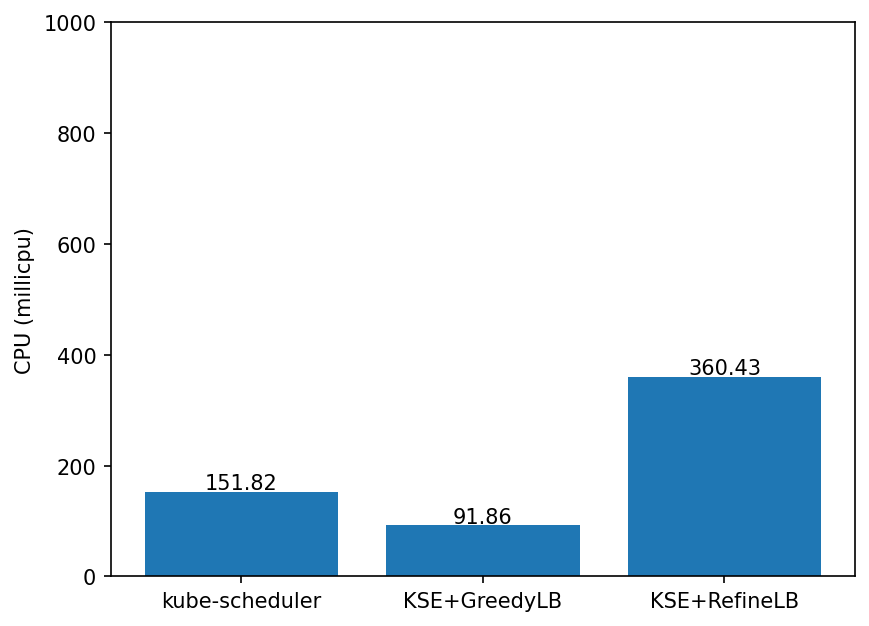 1000
800
600
400
200
0
CPU (millicpu)
151.82
91.86
360.43
kube-scheduler
KSE+GreedyLB
KSE+RefineLB